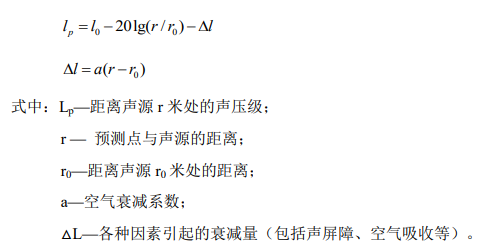 l_p = l_0 − 20 lg(r / r_0) − Δl
Δl = a(r − r_0)
式中：L_p—距离声源 r 米处的声压级；
r — 预测点与声源的距离；
r_0—距离声源 r_0 米处的距离；
a—空气衰减系数；
△L—各种因素引起的衰减量（包括声屏障、空气吸收等）。